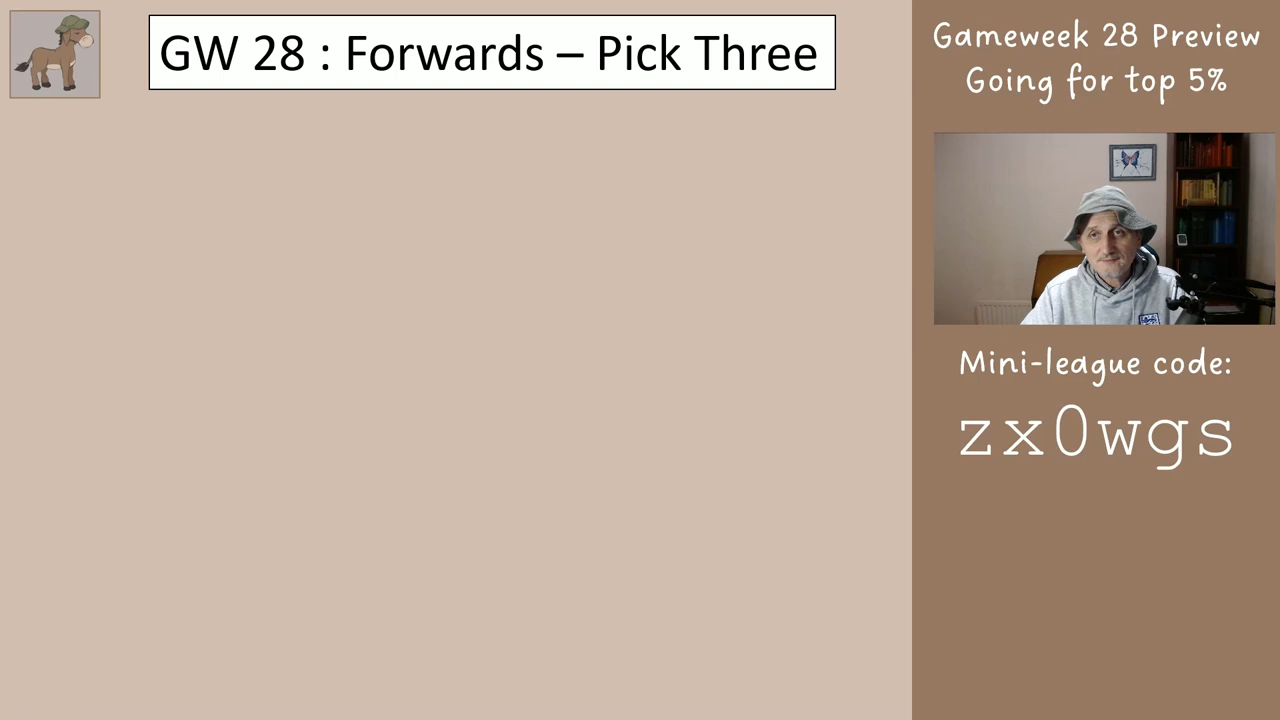 GW 28 : Forwards – Pick Three
Gameweek 28 Preview
Going for top 5%
Mini-league code:
zx0wgs